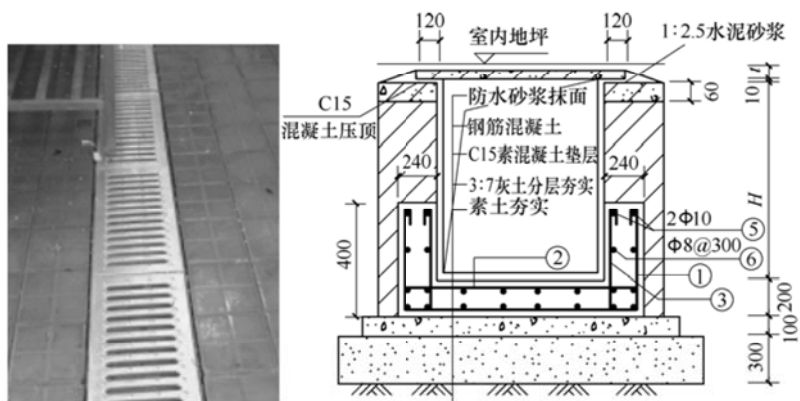 120
120
室内地坪
1:2.5水泥砂浆
t
10
60
C15
混凝土压顶
防水砂浆抹面
钢筋混凝土
C15素混凝土垫层
3:7灰土分层夯实
素土夯实
240
240
H
400
2Φ10
⑤
Φ8@300
⑥
②
①
③
200
100
300